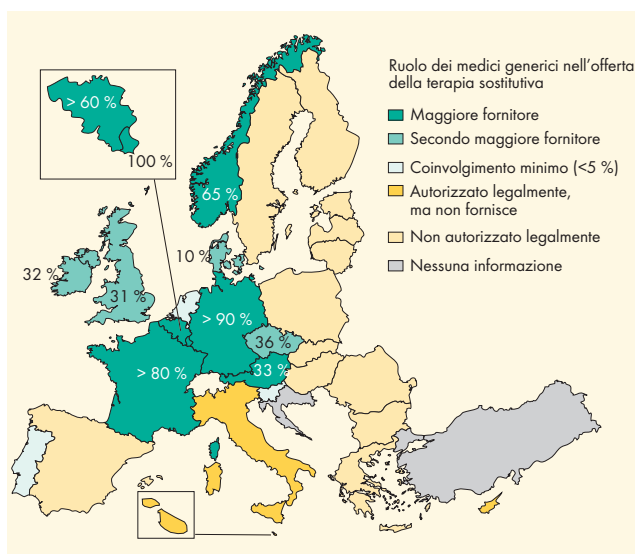 Ruolo dei medici generici nell'offerta
della terapia sostitutiva
Maggiore fornitore
Secondo maggiore fornitore
Coinvolgimento minimo (<5 %)
Autorizzato legalmente,
ma non fornisce
Non autorizzato legalmente
Nessuna informazione
> 60 %
100 %
65 %
10 %
32 %
31 %
> 90 %
36 %
33 %
> 80 %